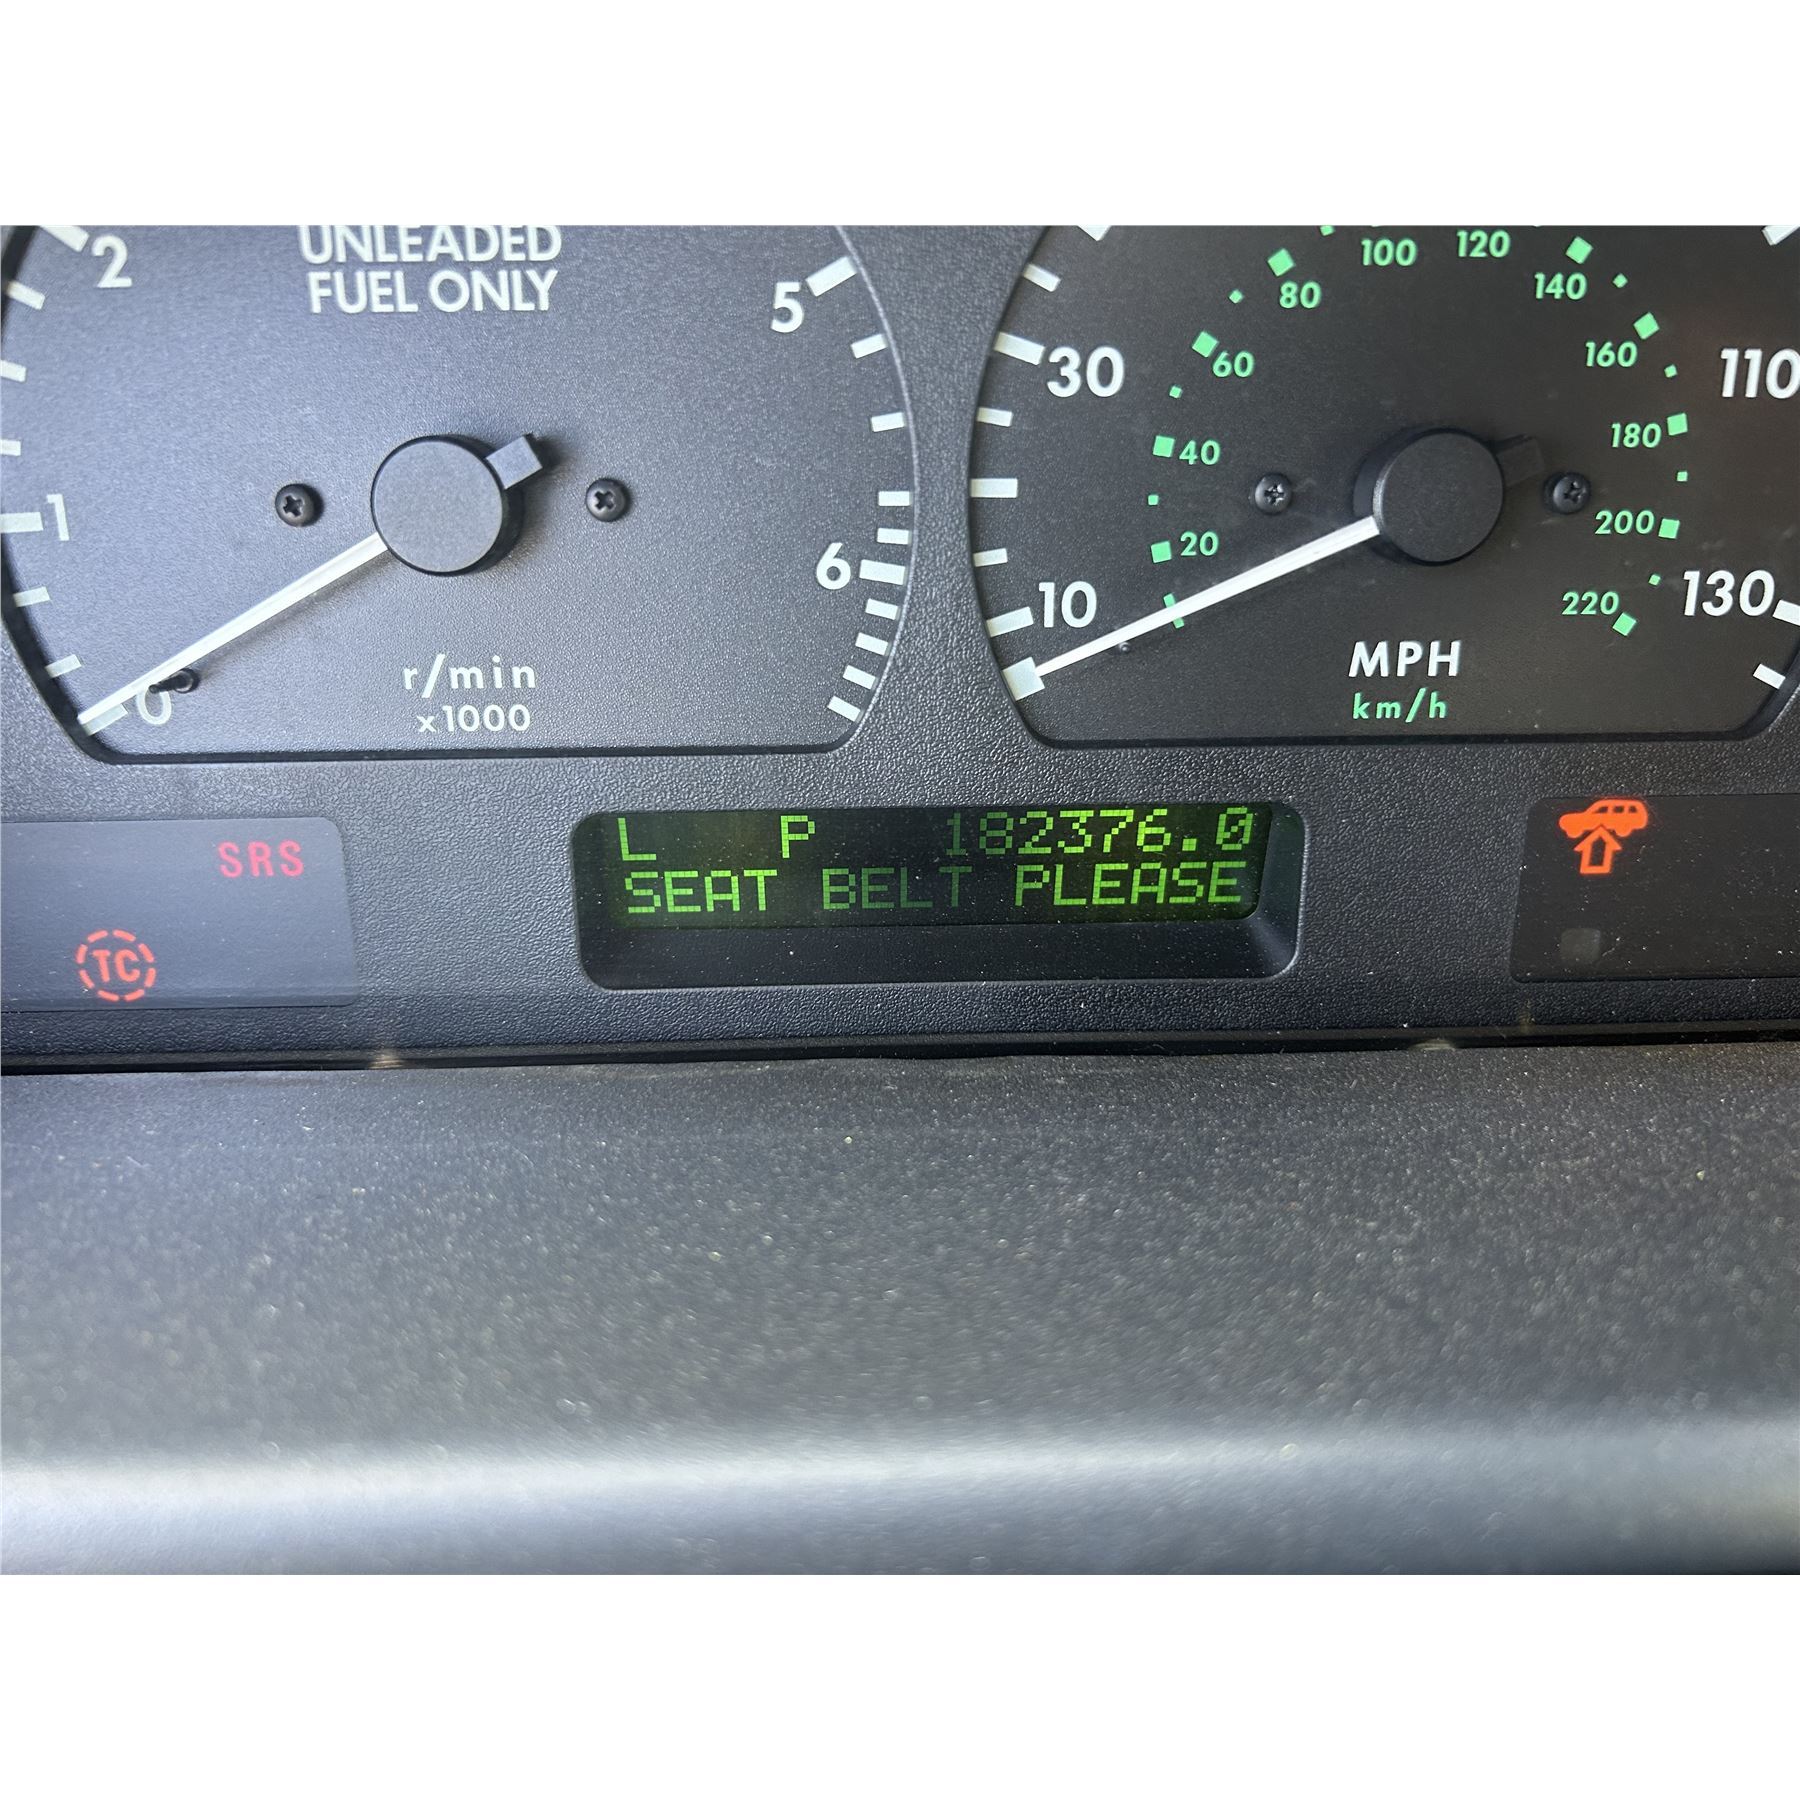 UNLEADED
FUEL ONLY
2
5
1
6
0
r/min
x1000
30
10
110
130
20
40
60
80
100
120
140
160
180
200
220
MPH
km/h
SRS
TC
L P 182376.0
SEAT BELT PLEASE